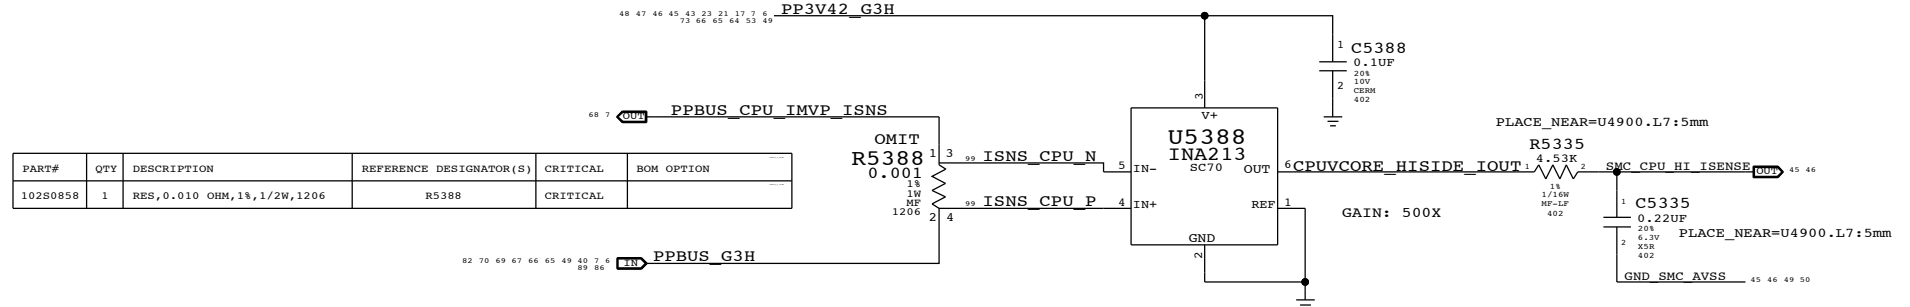 48 47 46 45 43 23 21 17 7 6
73 66 65 64 53 49
PP3V42_G3H
1
C5388
0.1UF
20%
10V
CERM
402
2
3
68 7
OUT
PPBUS_CPU_IMVP_ISNS
OMIT
R5388
0.001
1%
1W
MF
1206
1 3
2 4
99 ISNS_CPU_N
99 ISNS_CPU_P
5
4
V+
U5388
INA213
SC70
IN-
IN+
OUT
REF
GND
6
1
2
CPUVCORE_HISIDE_IOUT
GAIN: 500X
PLACE_NEAR=U4900.L7:5mm
R5335
4.53K
1
2
1%
1/16W
MF-LF
402
SMC_CPU_HI_ISENSE
OUT
45 46
1
C5335
0.22UF
20%
6.3V
X5R
402
2
PLACE_NEAR=U4900.L7:5mm
GND_SMC_AVSS
45 46 49 50
PART# QTY DESCRIPTION REFERENCE DESIGNATOR(S) CRITICAL BOM OPTION
102S0858 1 RES,0.010 OHM,1%,1/2W,1206 R5388 CRITICAL
82 70 69 67 66 65 49 40 7 6
89 86
IN
PPBUS_G3H